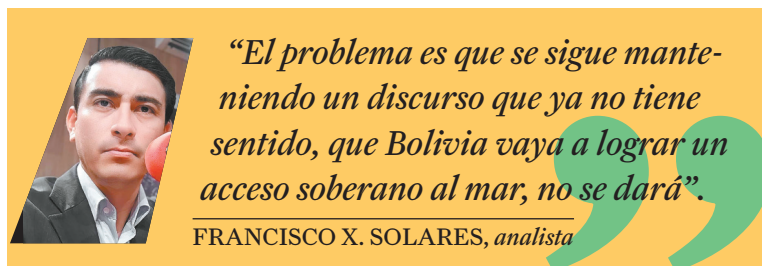 “El problema es que se sigue mante-
niendo un discurso que ya no tiene
sentido, que Bolivia vaya a lograr un
acceso soberano al mar, no se dará”.
FRANCISCO X. SOLARES, analista